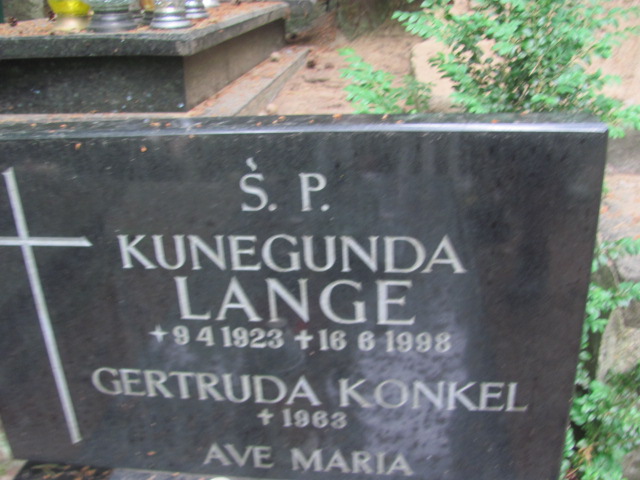 Ś. P.
KUNEGUNDA
LANGE
+9 4 1923 +16 6 1998
GERTRUDA KONKEL
+1963
AVE MARIA